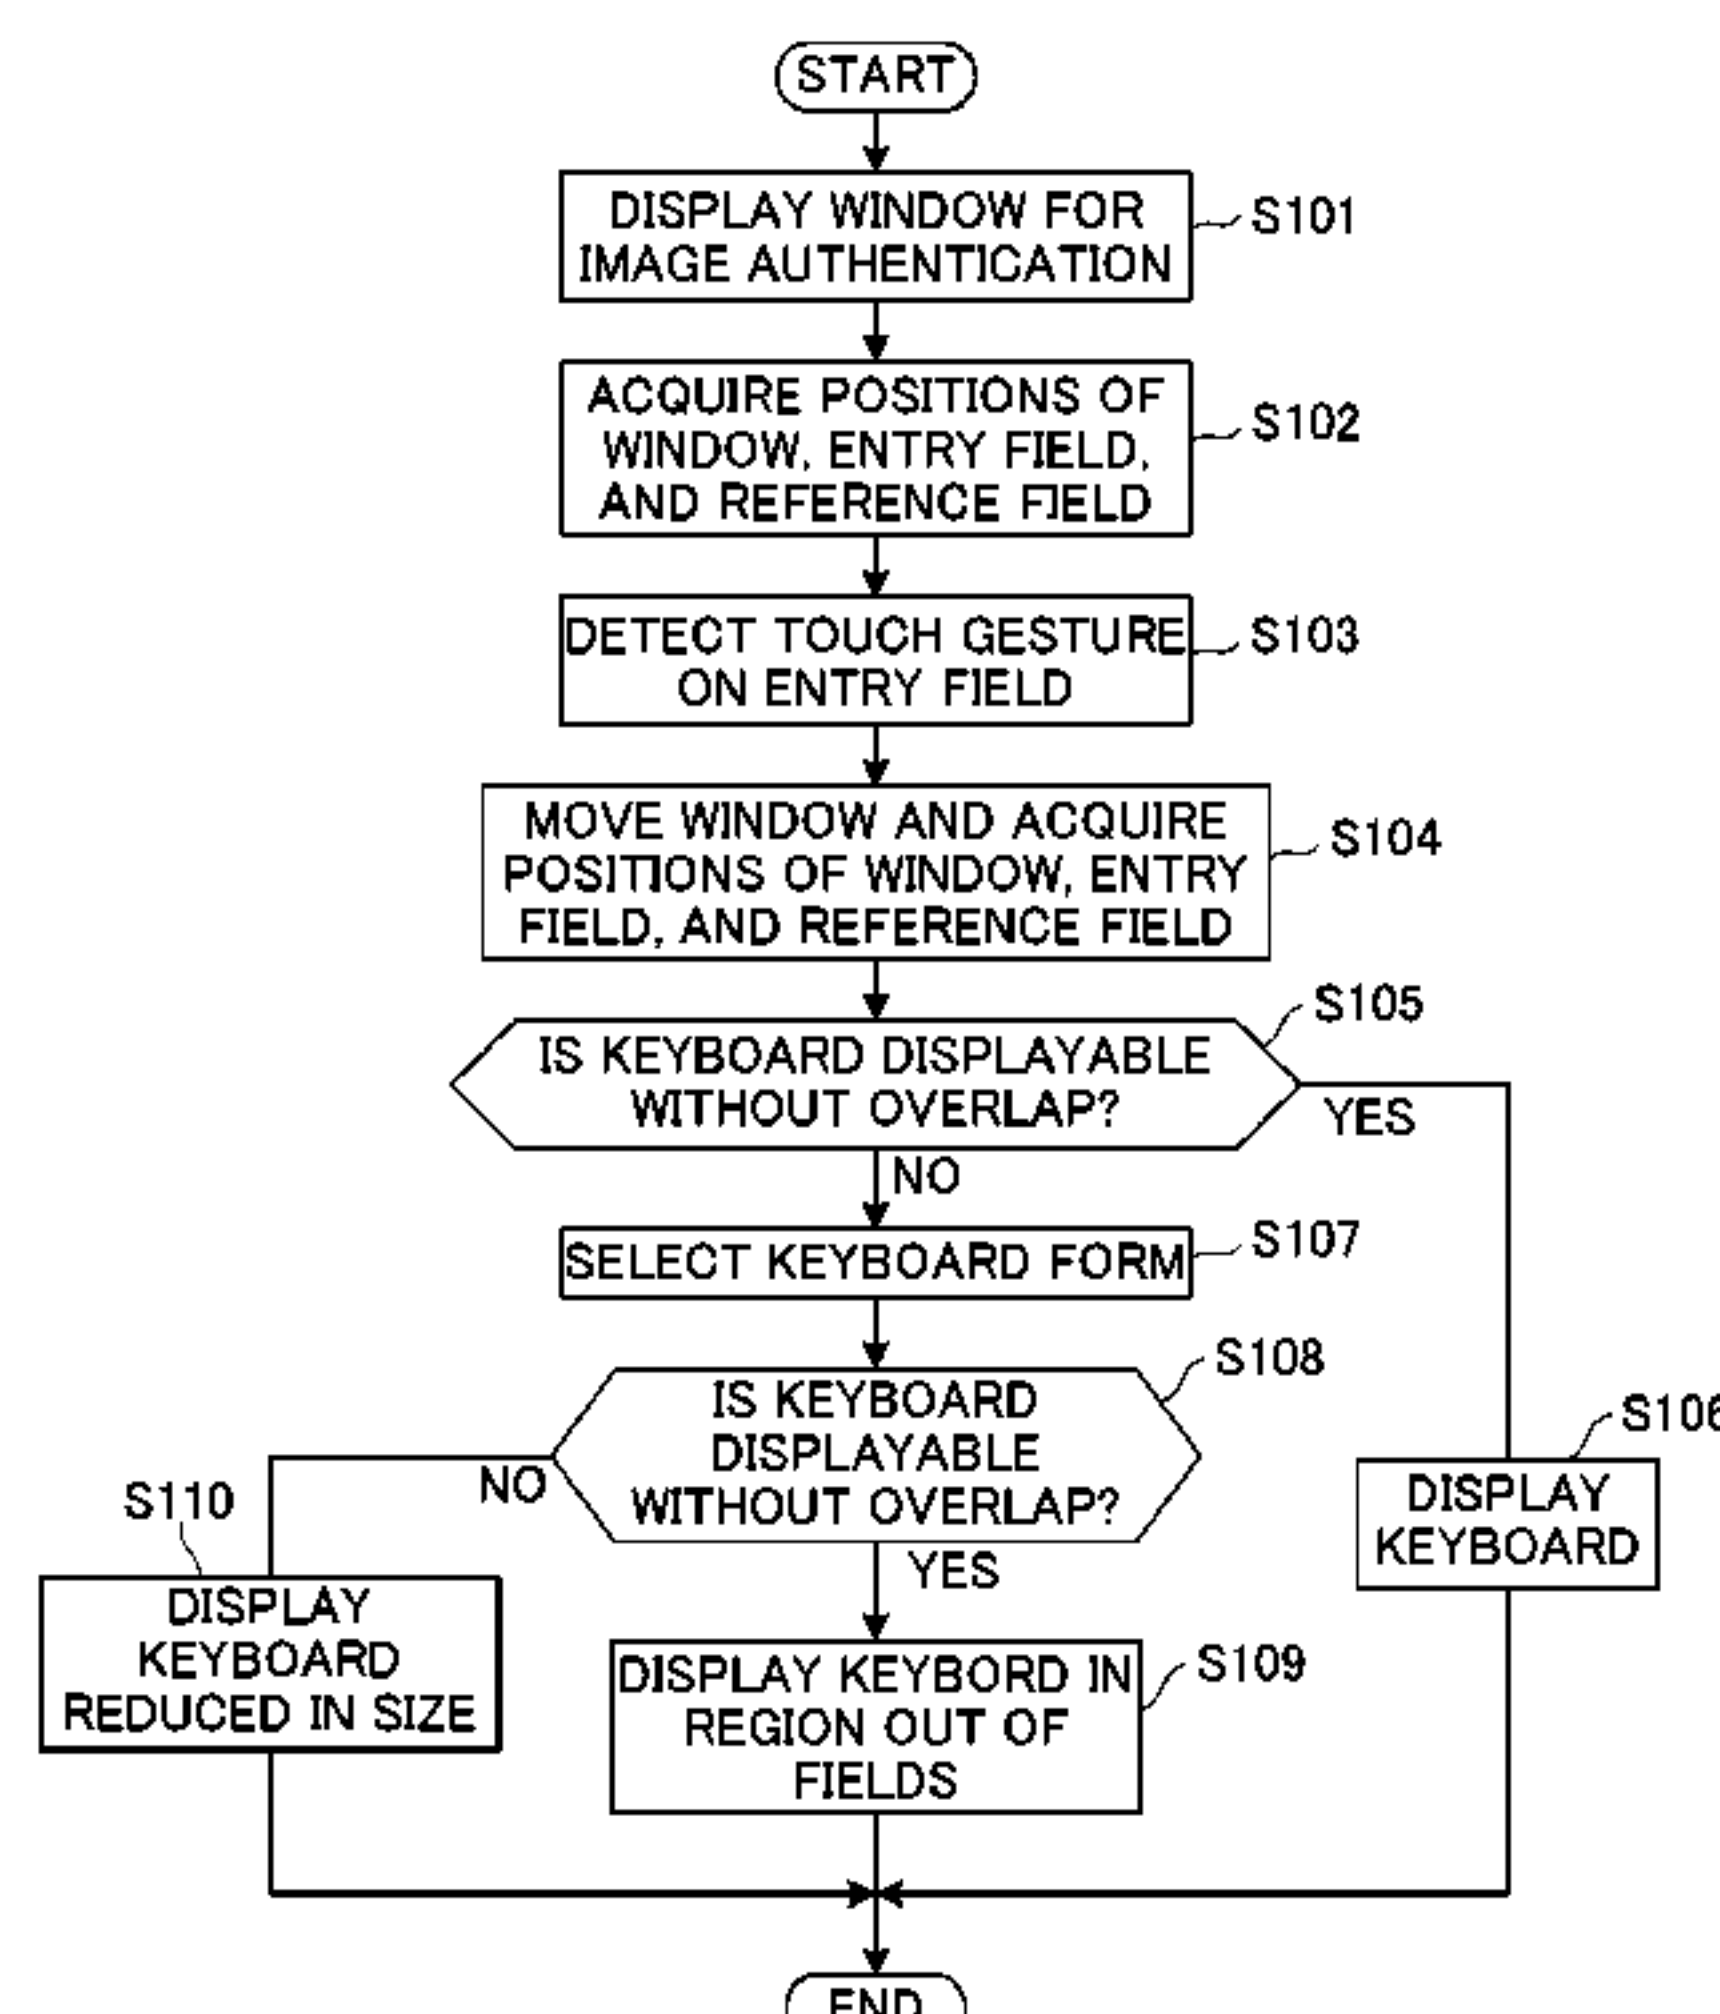 START
DISPLAY WINDOW FOR
IMAGE AUTHENTICATION
S101
ACQUIRE POSITIONS OF
WINDOW, ENTRY FIELD,
AND REFERENCE FIELD
S102
DETECT TOUCH GESTURE
ON ENTRY FIELD
S103
MOVE WINDOW AND ACQUIRE
POSITIONS OF WINDOW, ENTRY
FIELD, AND REFERENCE FIELD
S104
IS KEYBOARD DISPLAYABLE
WITHOUT OVERLAP?
S105
YES
NO
SELECT KEYBOARD FORM
S107
IS KEYBOARD
DISPLAYABLE
WITHOUT OVERLAP?
S108
NO
YES
S106
DISPLAY
KEYBOARD
S110
DISPLAY
KEYBOARD
REDUCED IN SIZE
DISPLAY KEYBORD IN
REGION OUT OF
FIELDS
S109
END